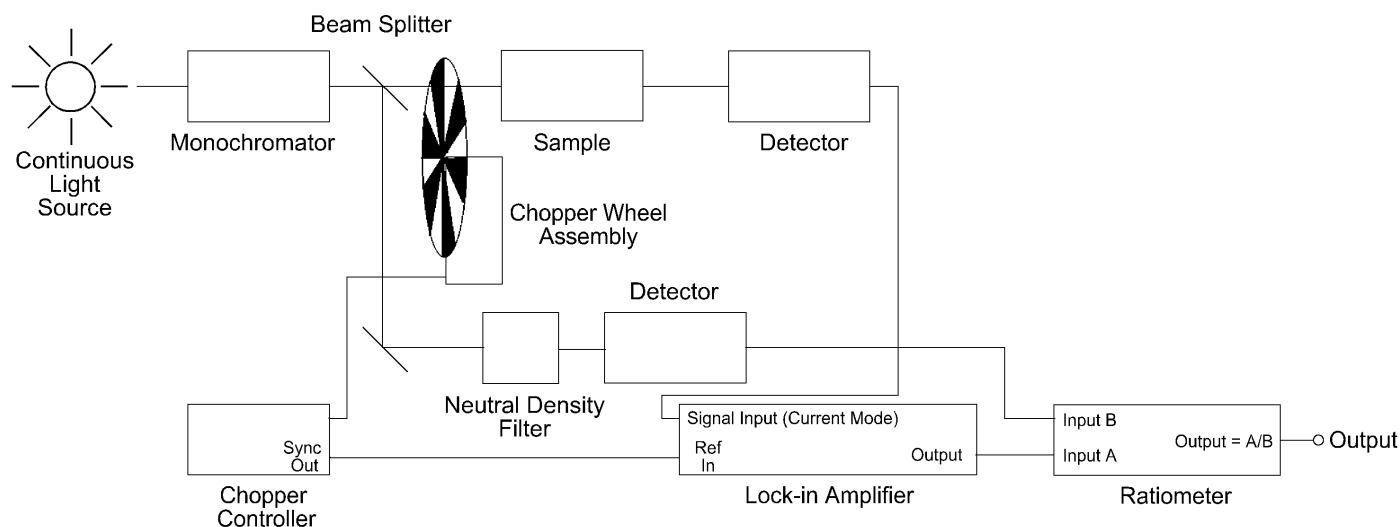 Beam Splitter
Monochromator
Sample
Detector
Continuous
Light
Source
Chopper Wheel
Assembly
Detector
Neutral Density
Filter
Signal Input (Current Mode)
Ref
In
Output
Sync
Out
Input B
Input A
Output = A/B
Output
Chopper
Controller
Lock-in Amplifier
Ratiometer